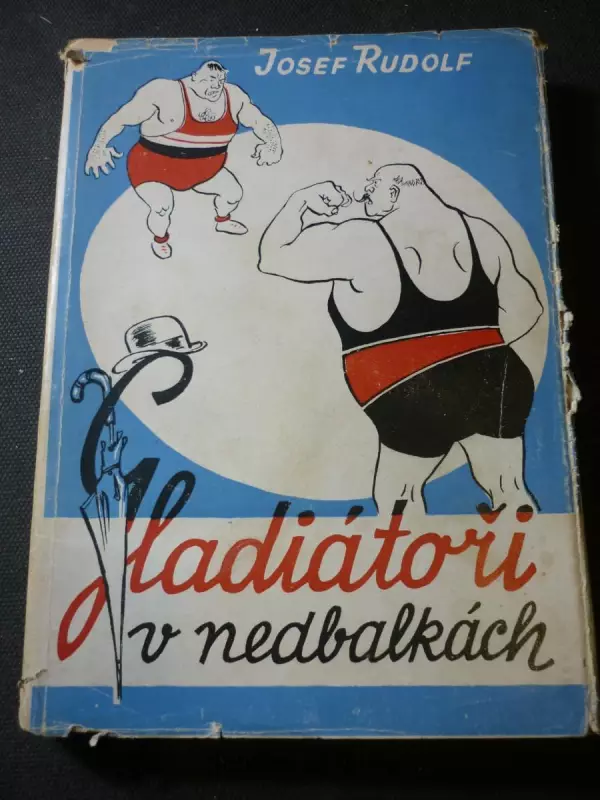 JOSEF RUDOLF
Gladiátoři
v nedbalkách